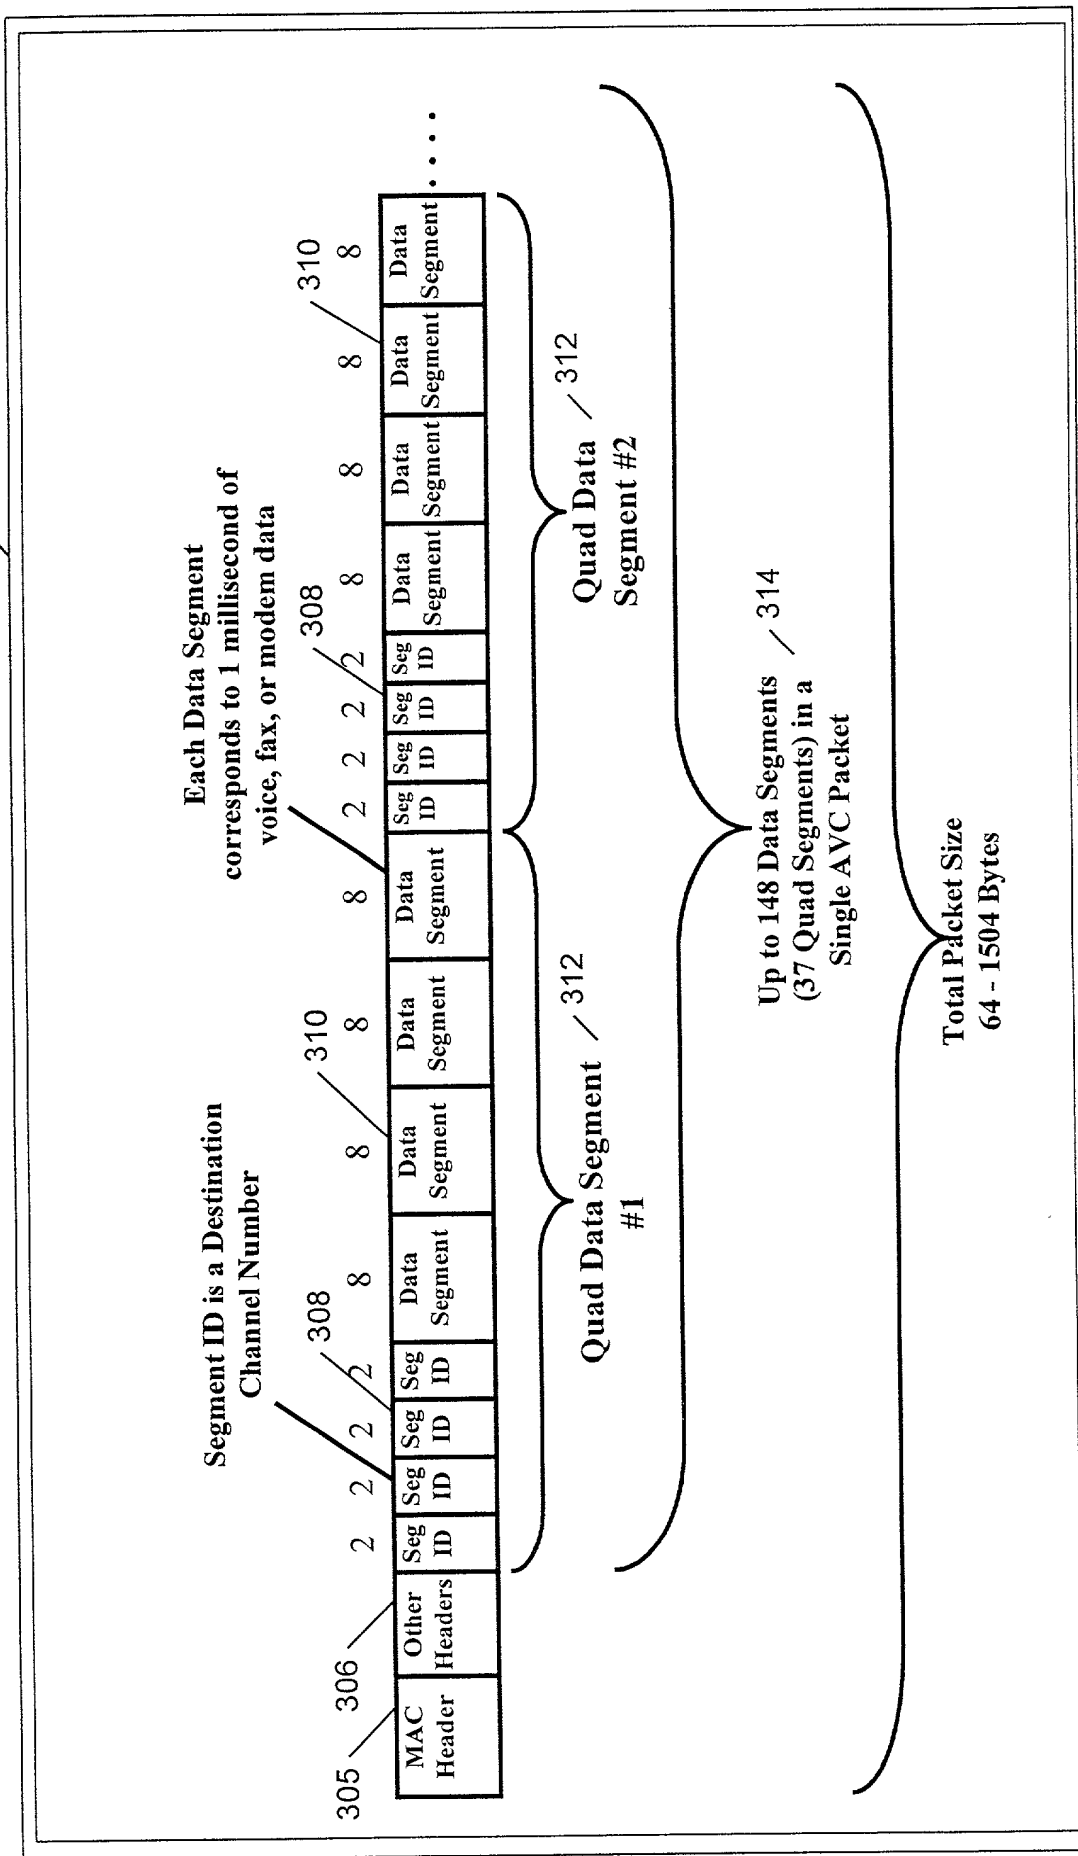 Segment ID is a Destination
Channel Number
Each Data Segment
corresponds to 1 millisecond of
voice, fax, or modem data
305
306
308
310
308
310
2
2
2
2
8
8
8
8
2
2
2
2
8
8
8
8
MAC
Header
Other
Headers
Seg
ID
Seg
ID
Seg
ID
Seg
ID
Data
Segment
Data
Segment
Data
Segment
Data
Segment
Seg
ID
Seg
ID
Seg
ID
Seg
ID
Data
Segment
Data
Segment
Data
Segment
Data
Segment
....
Quad Data Segment
#1
312
Quad Data
Segment #2
312
Up to 148 Data Segments
(37 Quad Segments) in a
Single AVC Packet
314
Total Packet Size
64 - 1504 Bytes